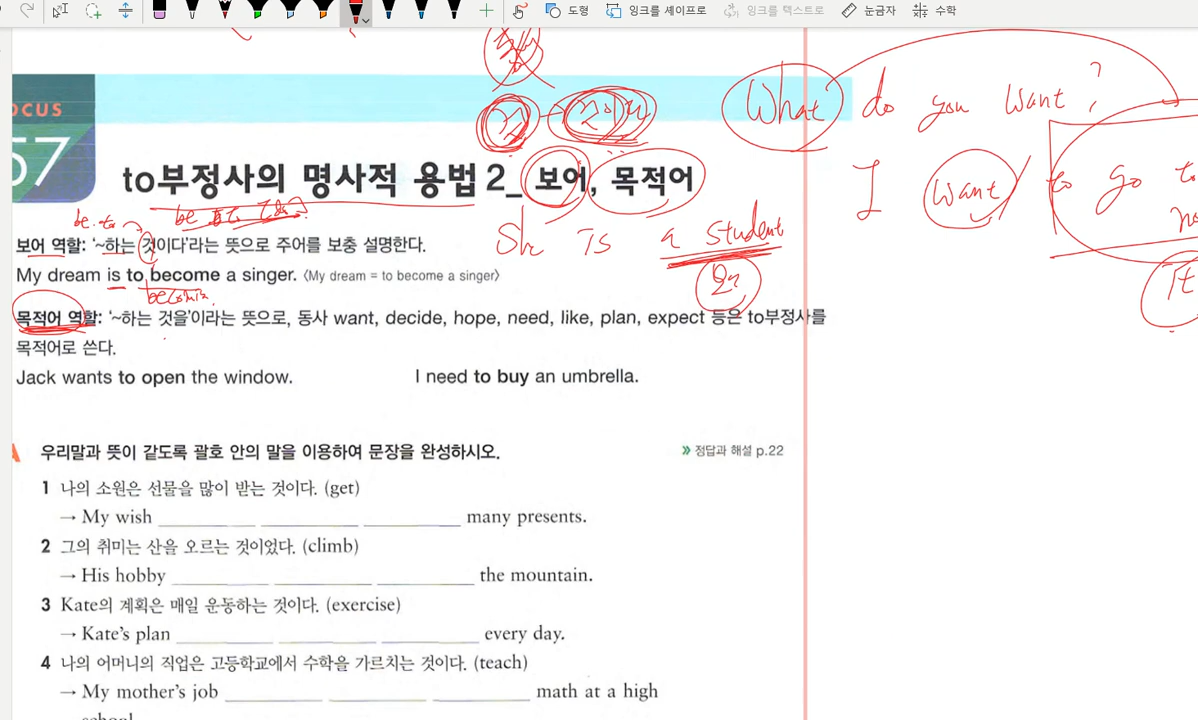 도형 잉크를 셰이프로 잉크를 텍스트로 눈금자 수학
OCUS
57
What do you want?
to부정사의 명사적 용법 2_ 보어, 목적어
I want to go to
She is a student
It
보어 역할: '~하는 것이다'라는 뜻으로 주어를 보충 설명한다.
My dream is to become a singer. 〈My dream = to become a singer〉
목적어 역할: '~하는 것을'이라는 뜻으로, 동사 want, decide, hope, need, like, plan, expect 등은 to부정사를
목적어로 쓴다.
Jack wants to open the window. I need to buy an umbrella.
A 우리말과 뜻이 같도록 괄호 안의 말을 이용하여 문장을 완성하시오. » 정답과 해설 p.22
1 나의 소원은 선물을 많이 받는 것이다. (get)
→ My wish ______ ______ ______ many presents.
2 그의 취미는 산을 오르는 것이었다. (climb)
→ His hobby ______ ______ ______ the mountain.
3 Kate의 계획은 매일 운동하는 것이다. (exercise)
→ Kate's plan ______ ______ ______ every day.
4 나의 어머니의 직업은 고등학교에서 수학을 가르치는 것이다. (teach)
→ My mother's job ______ ______ ______ math at a high
school.